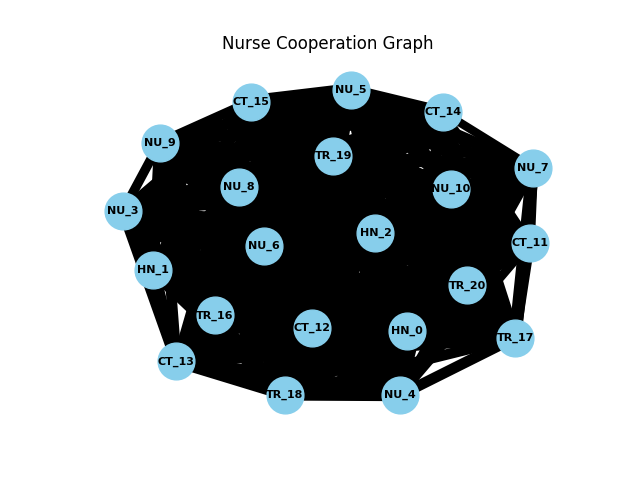 Nurse Cooperation Graph
NU_5
CT_15
CT_14
NU_9
TR_19
NU_7
NU_8
NU_10
NU_3
HN_2
CT_11
NU_6
HN_1
TR_20
TR_16
CT_12
HN_0
TR_17
CT_13
TR_18
NU_4